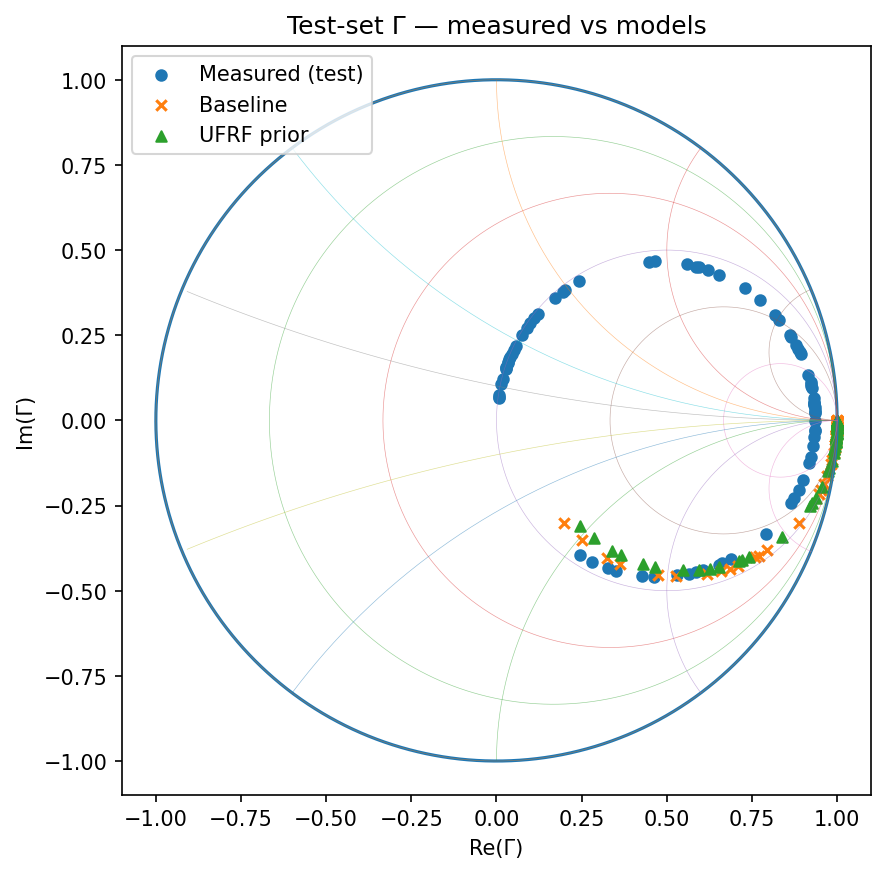 Test-set Γ — measured vs models
Measured (test)
Baseline
UFRF prior
1.00
0.75
0.50
0.25
0.00
−0.25
−0.50
−0.75
−1.00
Im(Γ)
−1.00 −0.75 −0.50 −0.25 0.00 0.25 0.50 0.75 1.00
Re(Γ)